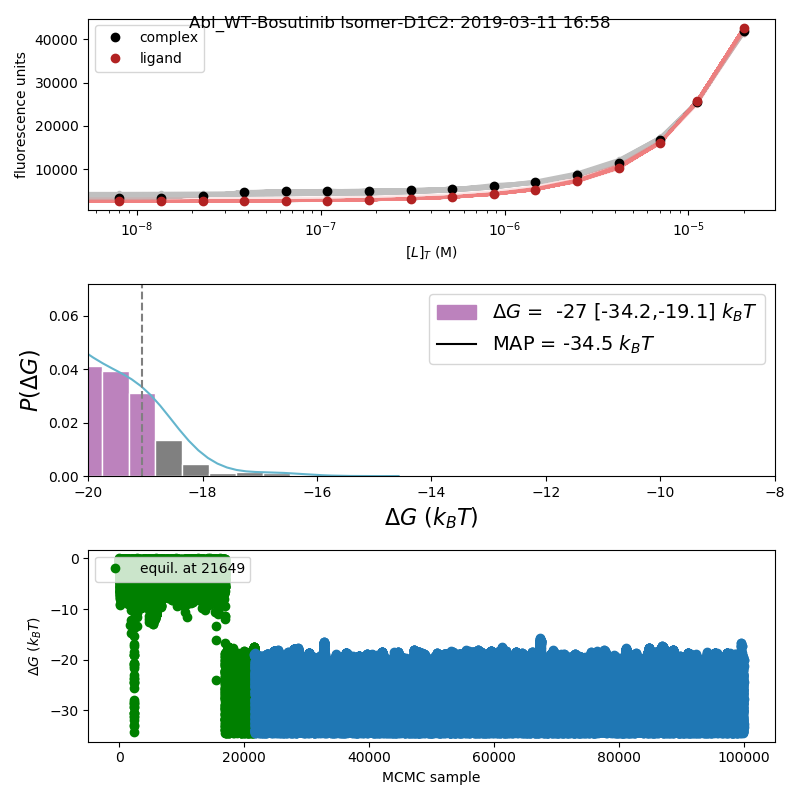 Abl_WT-Bosutinib Isomer-D1C2: 2019-03-11 16:58
complex
ligand
fluorescence units
40000
30000
20000
10000
10⁻⁸ 10⁻⁷ 10⁻⁶ 10⁻⁵
[L]_T (M)
ΔG = -27 [-34.2,-19.1] k_BT
MAP = -34.5 k_BT
P(ΔG)
0.06
0.04
0.02
0.00
−20 −18 −16 −14 −12 −10 −8
ΔG (k_BT)
equil. at 21649
ΔG (k_BT)
0
−10
−20
−30
0 20000 40000 60000 80000 100000
MCMC sample